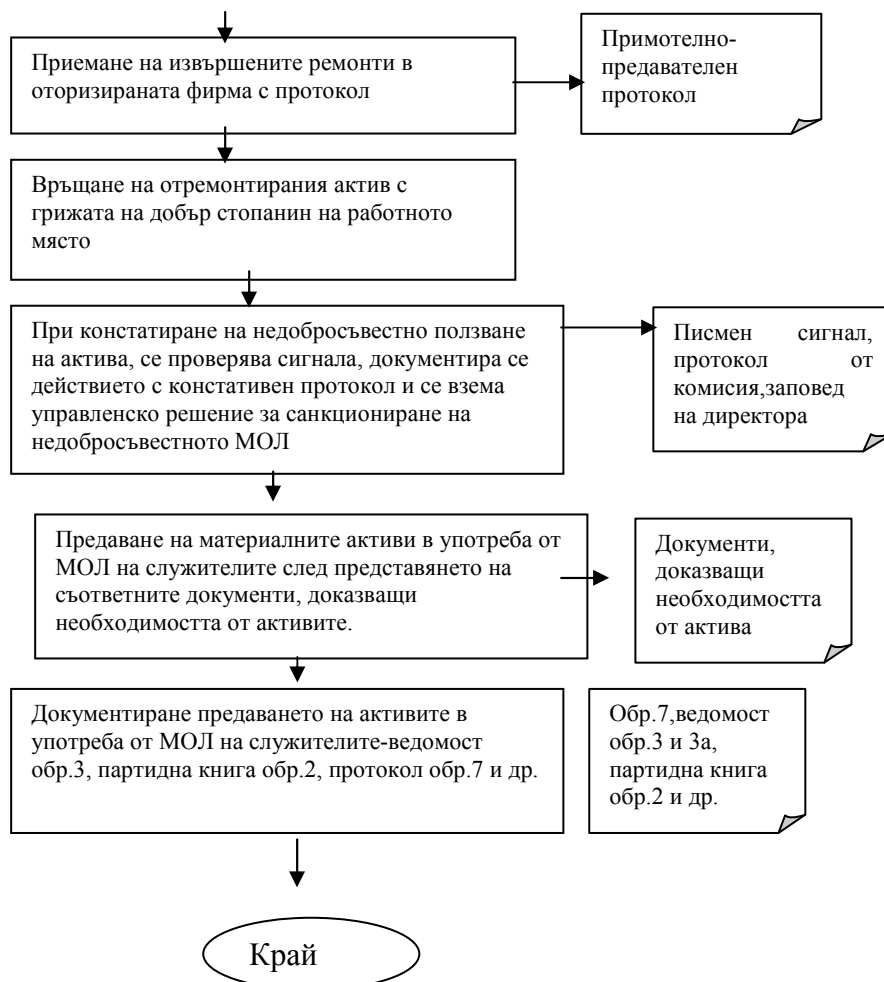 Приемане на извършените ремонти в
оторизираната фирма с протокол
Примотелно-
предавателен
протокол
Връщане на отремонтирания актив с
грижата на добър стопанин на работното
място
При констатиране на недобросъвестно ползване
на актива, се проверява сигнала, документира се
действието с констативен протокол и се взема
управленско решение за санкциониране на
недобросъвестното МОЛ
Писмен сигнал,
протокол от
комисия,заповед
на директора
Предаване на материалните активи в употреба от
МОЛ на служителите след представянето на
съответните документи, доказващи
необходимостта от активите.
Документи,
доказващи
необходимостта
от актива
Документиране предаването на активите в
употреба от МОЛ на служителите-ведомост
обр.3, партидна книга обр.2, протокол обр.7 и др.
Обр.7,ведомост
обр.3 и 3а,
партидна книга
обр.2 и др.
Край